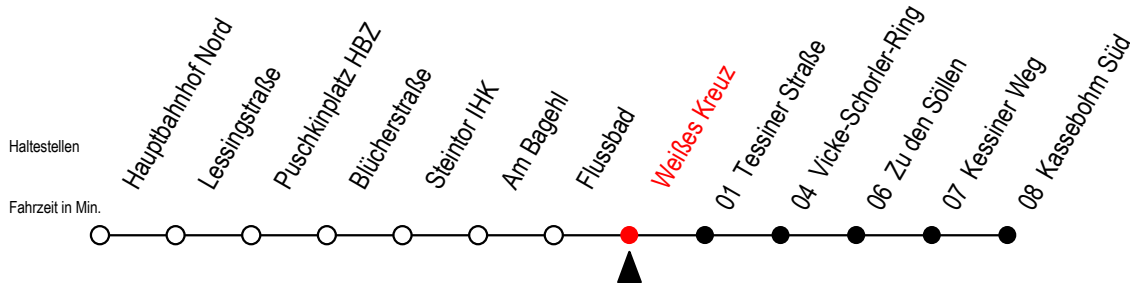 Haltestellen
Fahrzeit in Min.
Hauptbahnhof Nord
Lessingstraße
Puschkinplatz HBZ
Blücherstraße
Steintor IHK
Am Bagehl
Flussbad
Weißes Kreuz
01 Tessiner Straße
04 Vicke-Schorler-Ring
06 Zu den Söllen
07 Kessiner Weg
08 Kassebohm Süd